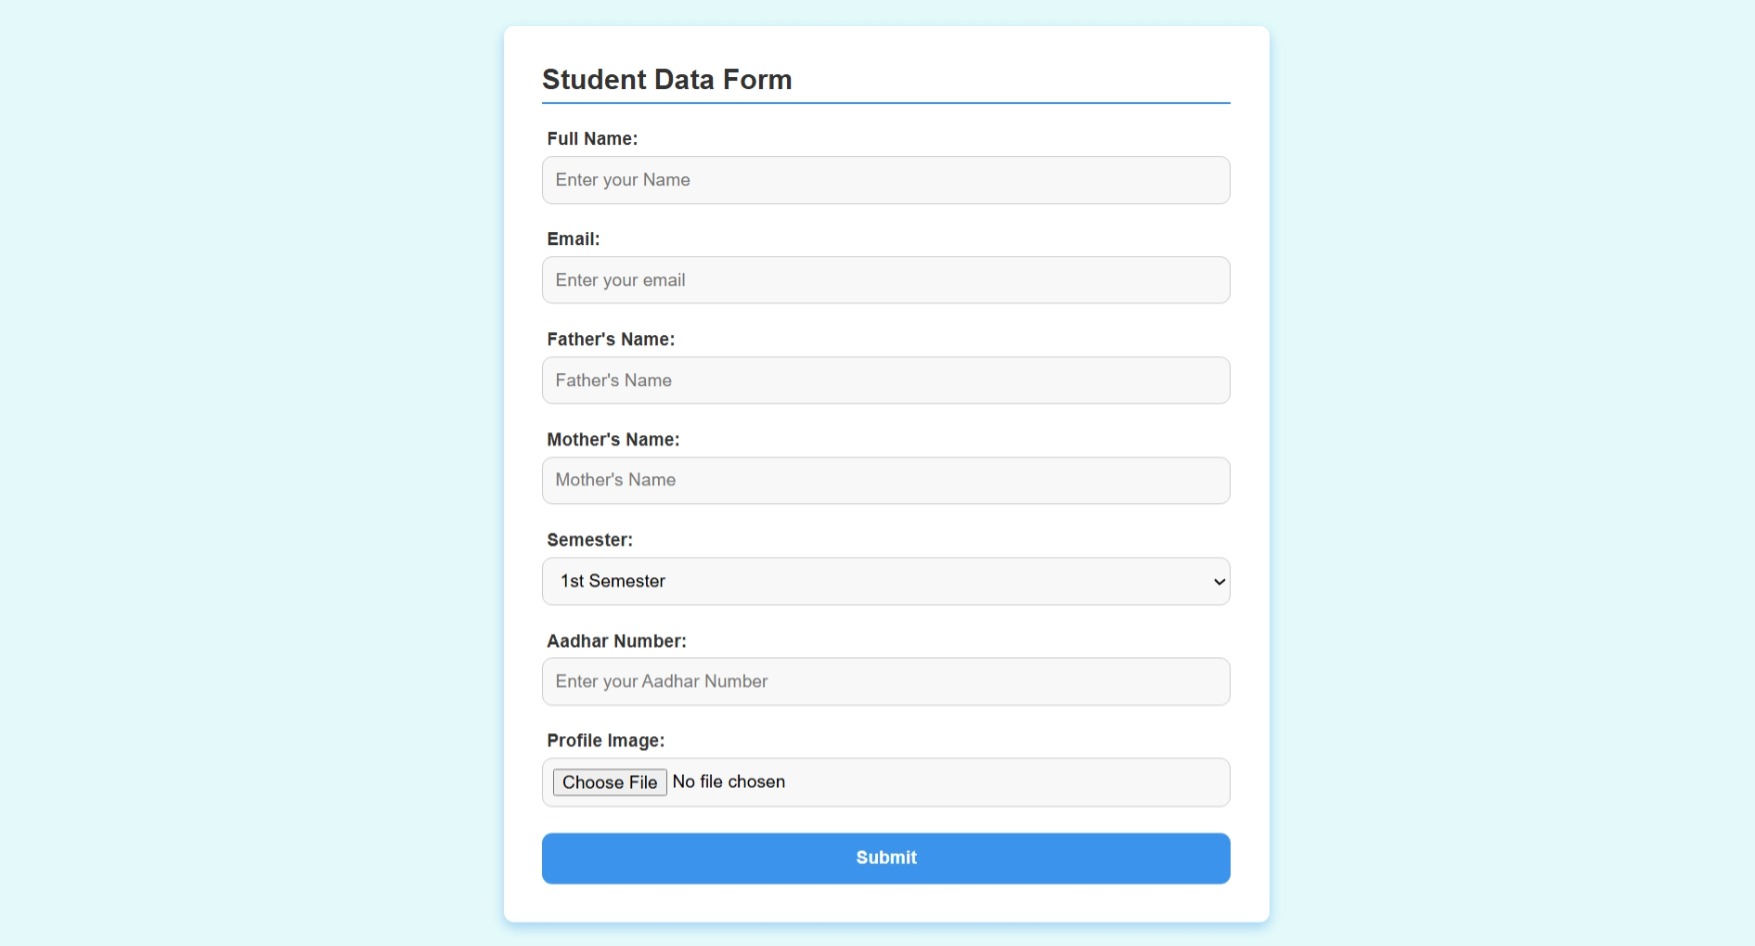 Student Data Form
Full Name:
Enter your Name
Email:
Enter your email
Father's Name:
Father's Name
Mother's Name:
Mother's Name
Semester:
1st Semester
Aadhar Number:
Enter your Aadhar Number
Profile Image:
Choose File No file chosen
Submit